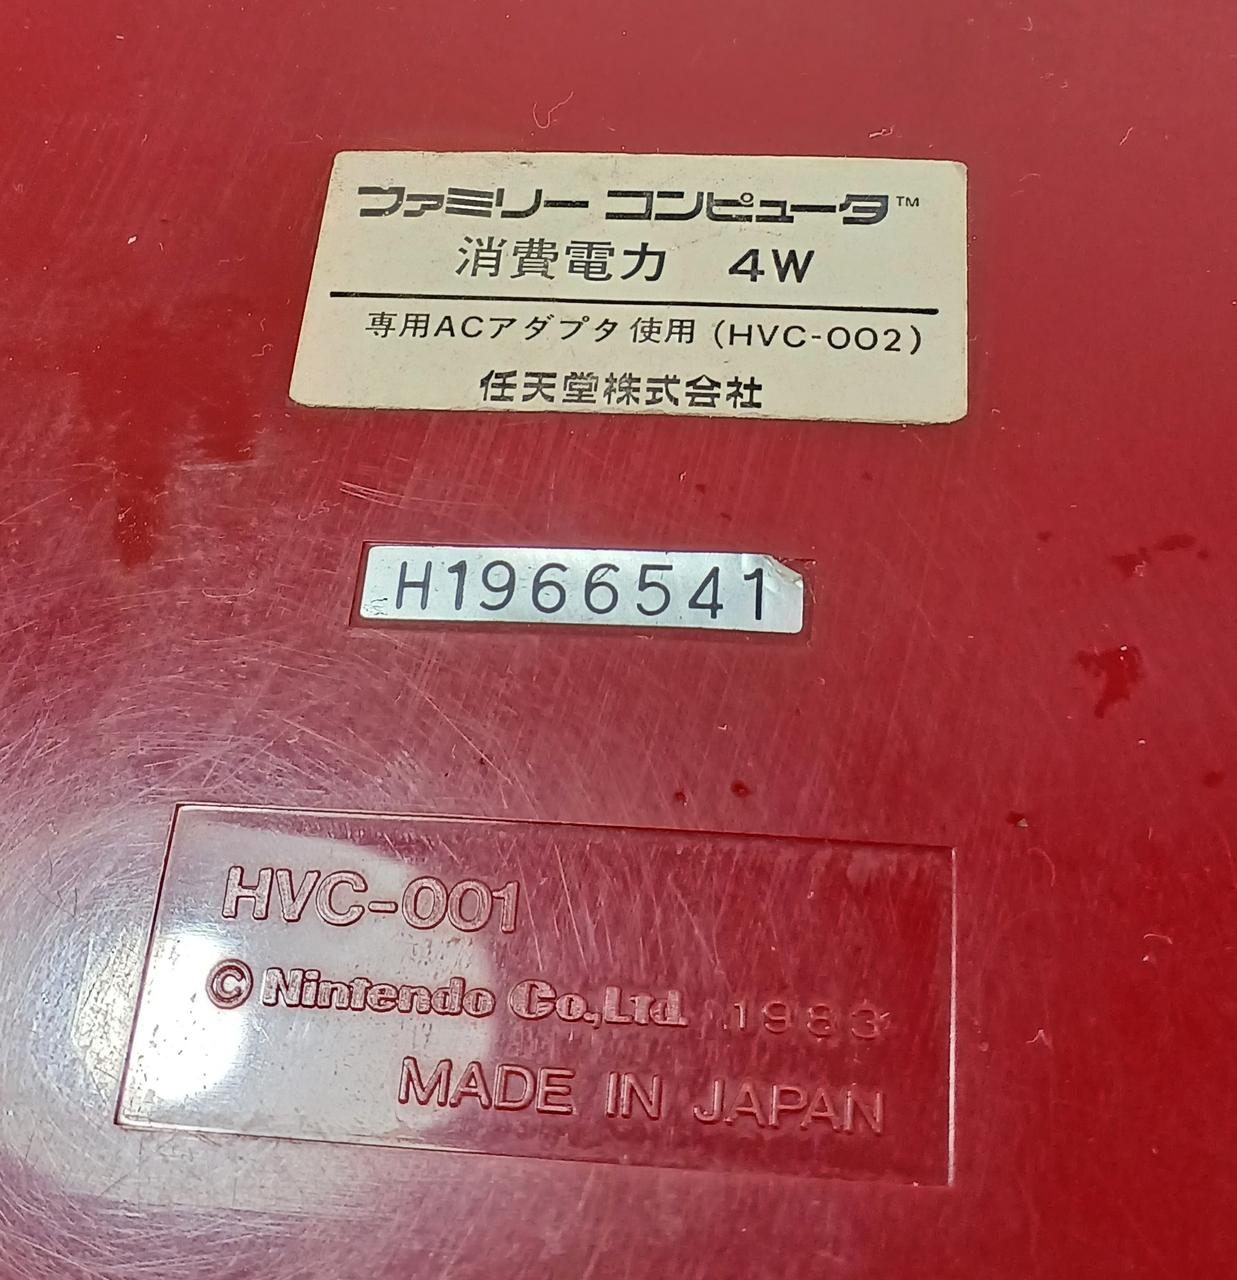 ファミリー コンピュータ™
消費電力 4W
専用ACアダプタ使用 (HVC-002)
任天堂株式会社
H1966541
HVC-001
© Nintendo Co.,Ltd. 1983
MADE IN JAPAN